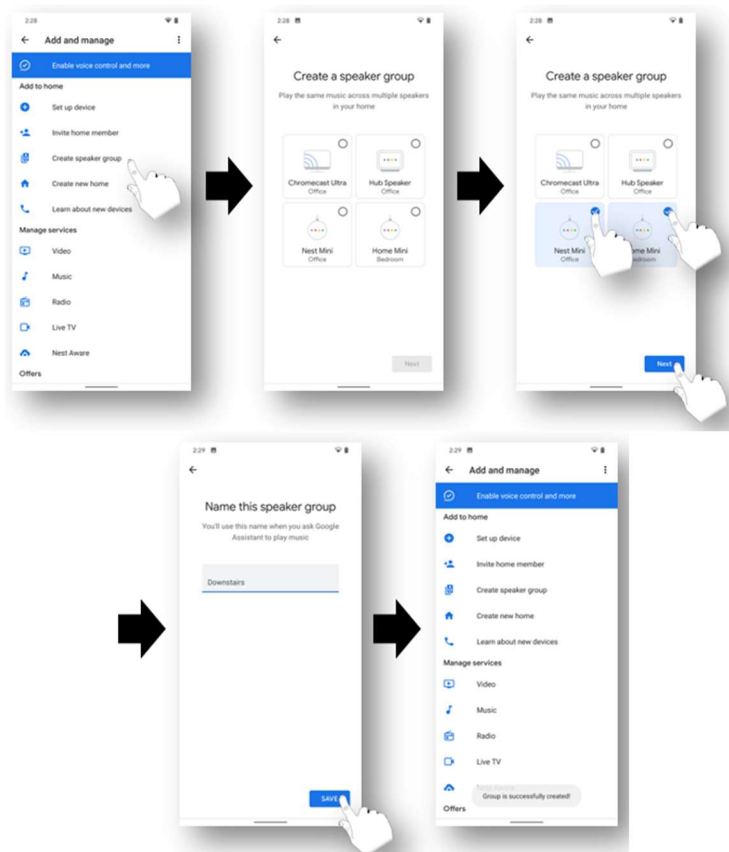 2:28
Add and manage
Enable voice control and more
Add to home
Set up device
Invite home member
Create speaker group
Create new home
Learn about new devices
Manage services
Video
Music
Radio
Live TV
Nest Aware
Offers
2:28
Create a speaker group
Play the same music across multiple speakers
in your home
Chromecast Ultra
Office
Hub Speaker
Office
Nest Mini
Office
Home Mini
Bedroom
Next
2:28
Create a speaker group
Play the same music across multiple speakers
in your home
Chromecast Ultra
Office
Hub Speaker
Office
Nest Mini
Office
ome Mini
edroom
Next
2:29
Name this speaker group
You'll use this name when you ask Google
Assistant to play music
Downstairs
SAVE
2:29
Add and manage
Enable voice control and more
Add to home
Set up device
Invite home member
Create speaker group
Create new home
Learn about new devices
Manage services
Video
Music
Radio
Live TV
Group is successfully created!
Offers